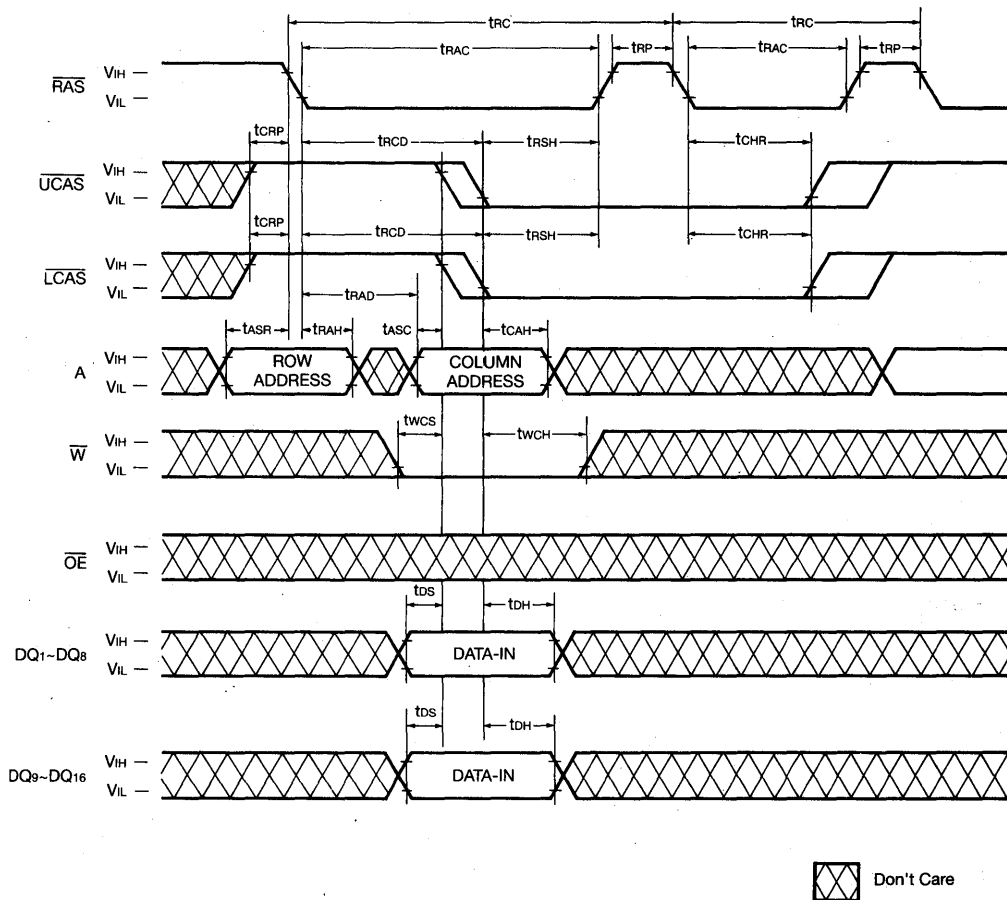 tRC tRC
tRAC tRP tRAC tRP
RAS VIH VIL
tCRP tRCD tRSH tCHR
UCAS VIH VIL
tCRP tRCD tRSH tCHR
LCAS VIH VIL
tRAD
tASR tRAH tASC tCAH
A VIH VIL
ROW ADDRESS
COLUMN ADDRESS
tWCS tWCH
W VIH VIL
OE VIH VIL
tDS tDH
DQ1~DQ8 VIH VIL DATA-IN
tDS tDH
DQ9~DQ16 VIH VIL DATA-IN
Don't Care